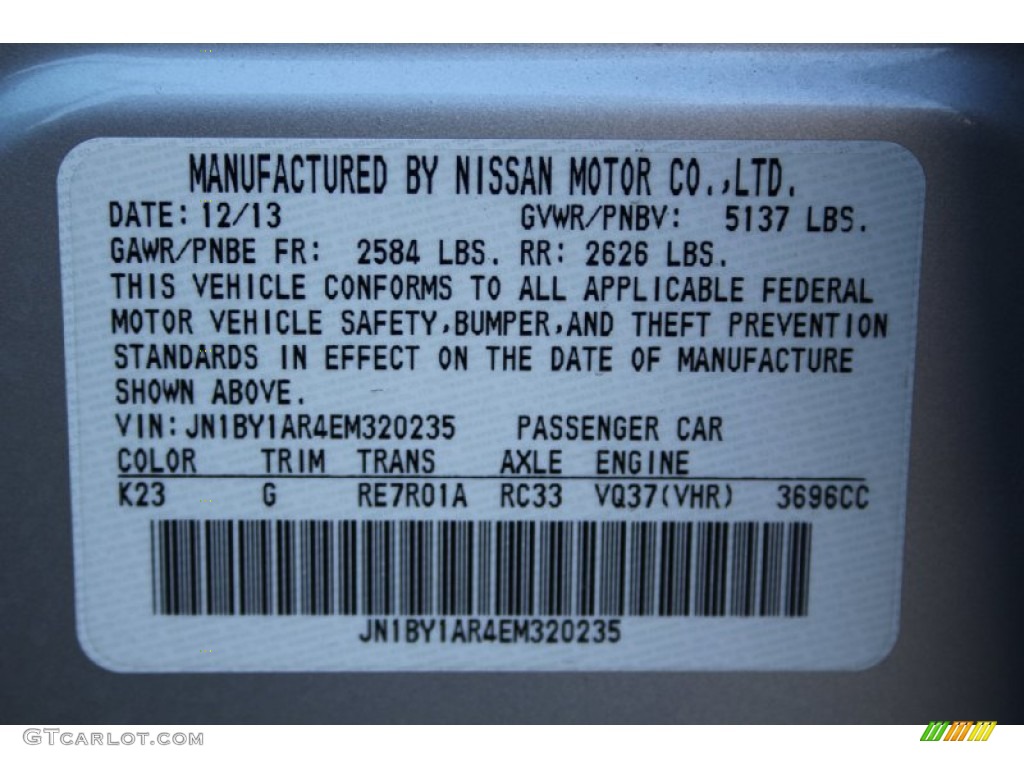 MANUFACTURED BY NISSAN MOTOR CO.,LTD.
DATE: 12/13 GVWR/PNBV: 5137 LBS.
GAWR/PNBE FR: 2584 LBS. RR: 2626 LBS.
THIS VEHICLE CONFORMS TO ALL APPLICABLE FEDERAL
MOTOR VEHICLE SAFETY,BUMPER,AND THEFT PREVENTION
STANDARDS IN EFFECT ON THE DATE OF MANUFACTURE
SHOWN ABOVE.
VIN:JN1BY1AR4EM320235 PASSENGER CAR
COLOR TRIM TRANS AXLE ENGINE
K23 G RE7R01A RC33 VQ37(VHR) 3696CC
JN1BY1AR4EM320235
GTCARLOT.COM